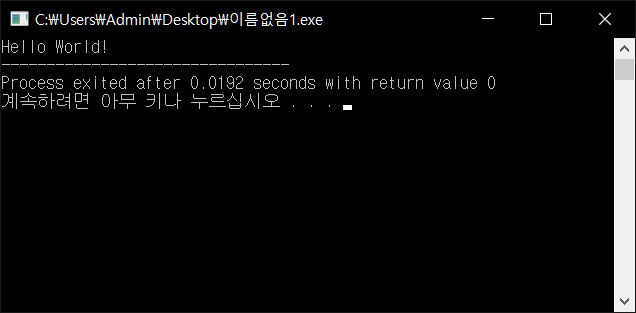 C:₩Users₩Admin₩Desktop₩이름없음1.exe
Hello World!
--------------------------------
Process exited after 0.0192 seconds with return value 0
계속하려면 아무 키나 누르십시오 . . .